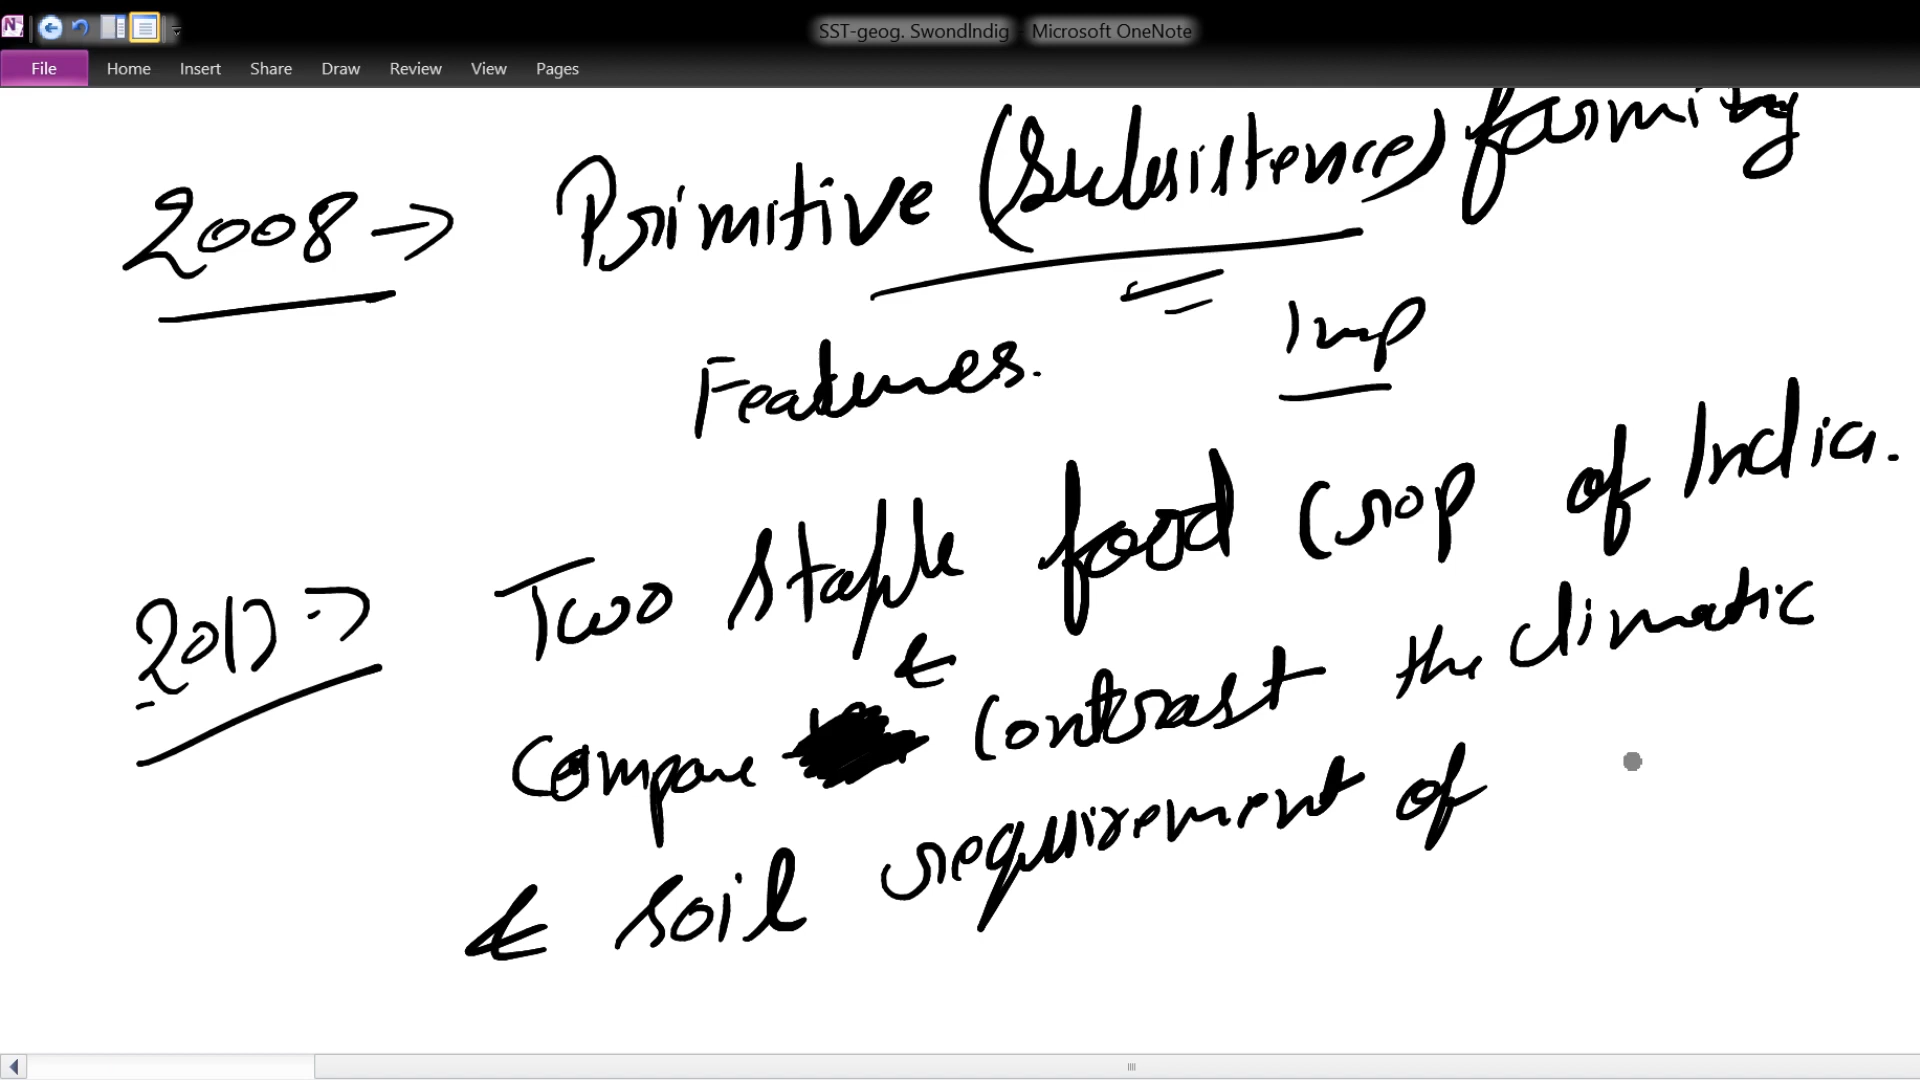 SST-geog. SwondIndig - Microsoft OneNote
File Home Insert Share Draw Review View Pages
2008 → Primitive (Subsistence) farming
Features. Imp
Two staple food crop of India.
Compare & contrast the climatic
& soil requirement of